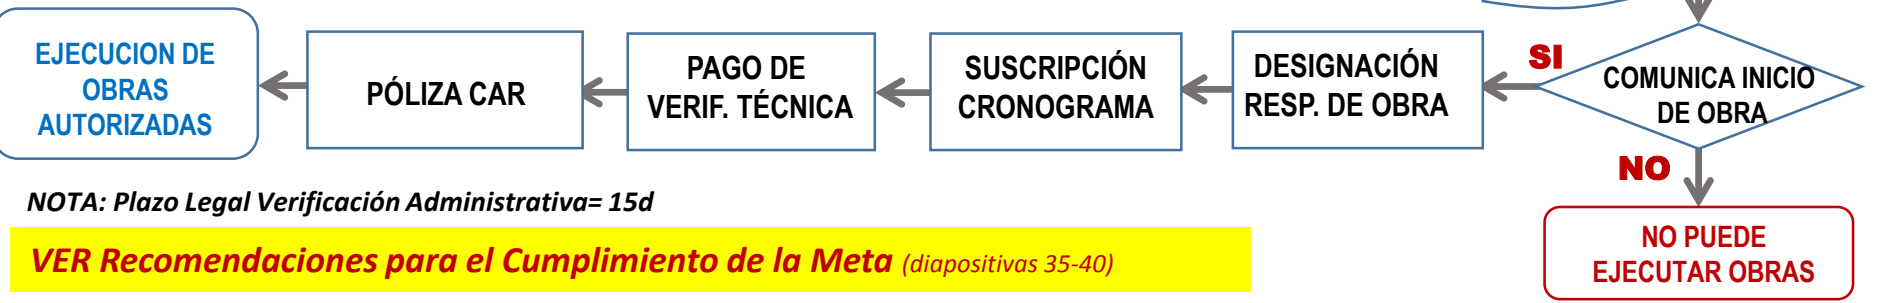 EJECUCION DE
OBRAS
AUTORIZADAS
PÓLIZA CAR
PAGO DE
VERIF. TÉCNICA
SUSCRIPCIÓN
CRONOGRAMA
DESIGNACIÓN
RESP. DE OBRA
SI
COMUNICA INICIO
DE OBRA
NO
NO PUEDE
EJECUTAR OBRAS
NOTA: Plazo Legal Verificación Administrativa= 15d
VER Recomendaciones para el Cumplimiento de la Meta (diapositivas 35-40)